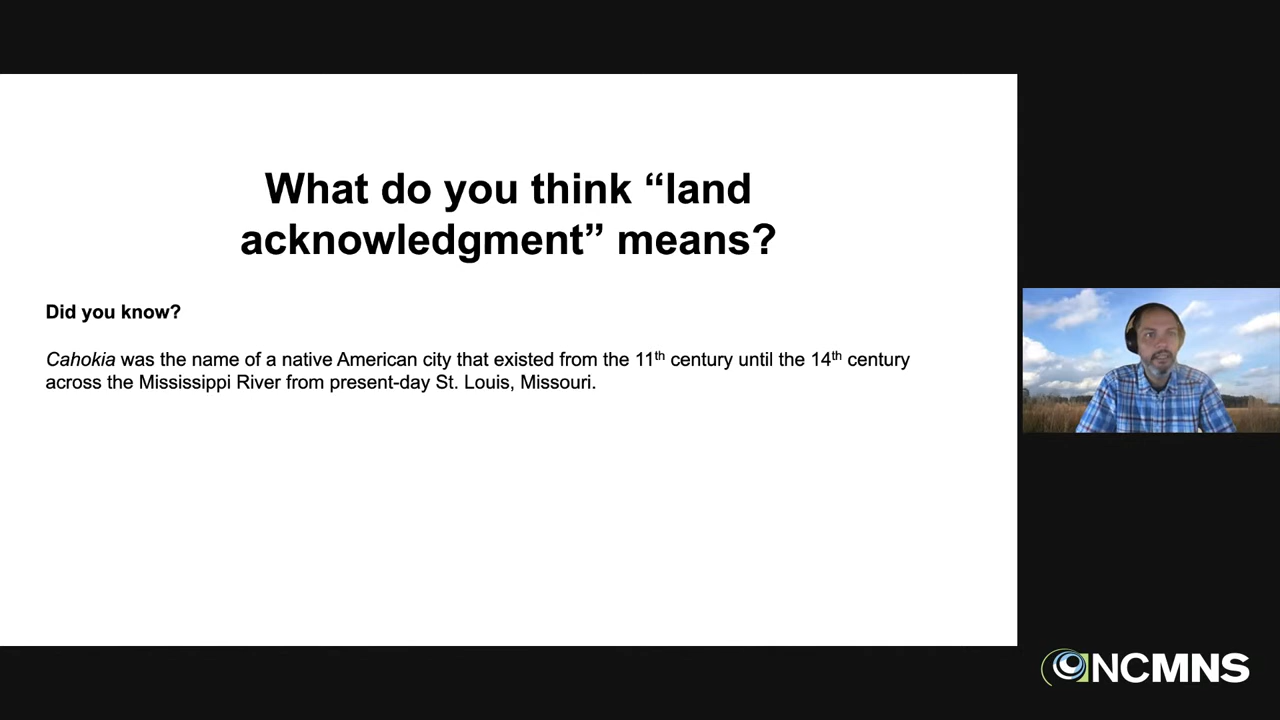 What do you think “land
acknowledgment” means?
Did you know?
Cahokia was the name of a native American city that existed from the 11th century until the 14th century
across the Mississippi River from present-day St. Louis, Missouri.
NCMNS